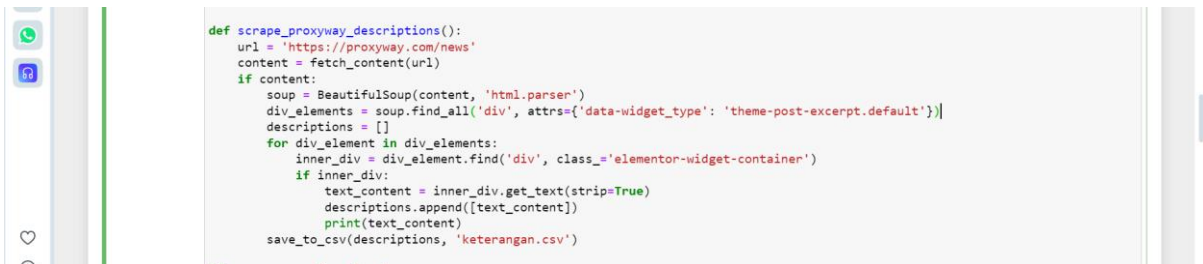 def scrape_proxyway_descriptions():
    url = 'https://proxyway.com/news'
    content = fetch_content(url)
    if content:
        soup = BeautifulSoup(content, 'html.parser')
        div_elements = soup.find_all('div', attrs={'data-widget_type': 'theme-post-excerpt.default'})
        descriptions = []
        for div_element in div_elements:
            inner_div = div_element.find('div', class_='elementor-widget-container')
            if inner_div:
                text_content = inner_div.get_text(strip=True)
                descriptions.append([text_content])
                print(text_content)
        save_to_csv(descriptions, 'keterangan.csv')